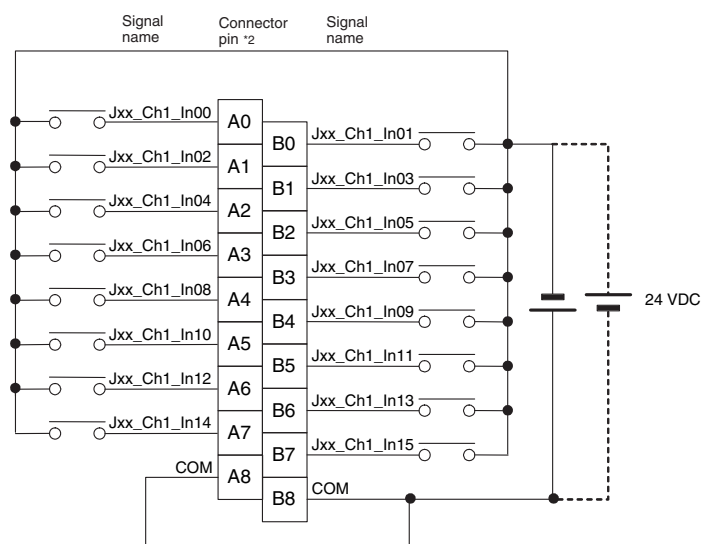 Signal name
Connector pin *2
Signal name
Jxx_Ch1_In00
A0
B0
Jxx_Ch1_In01
Jxx_Ch1_In02
A1
B1
Jxx_Ch1_In03
Jxx_Ch1_In04
A2
B2
Jxx_Ch1_In05
Jxx_Ch1_In06
A3
B3
Jxx_Ch1_In07
Jxx_Ch1_In08
A4
B4
Jxx_Ch1_In09
24 VDC
Jxx_Ch1_In10
A5
B5
Jxx_Ch1_In11
Jxx_Ch1_In12
A6
B6
Jxx_Ch1_In13
Jxx_Ch1_In14
A7
B7
Jxx_Ch1_In15
COM
A8
B8
COM